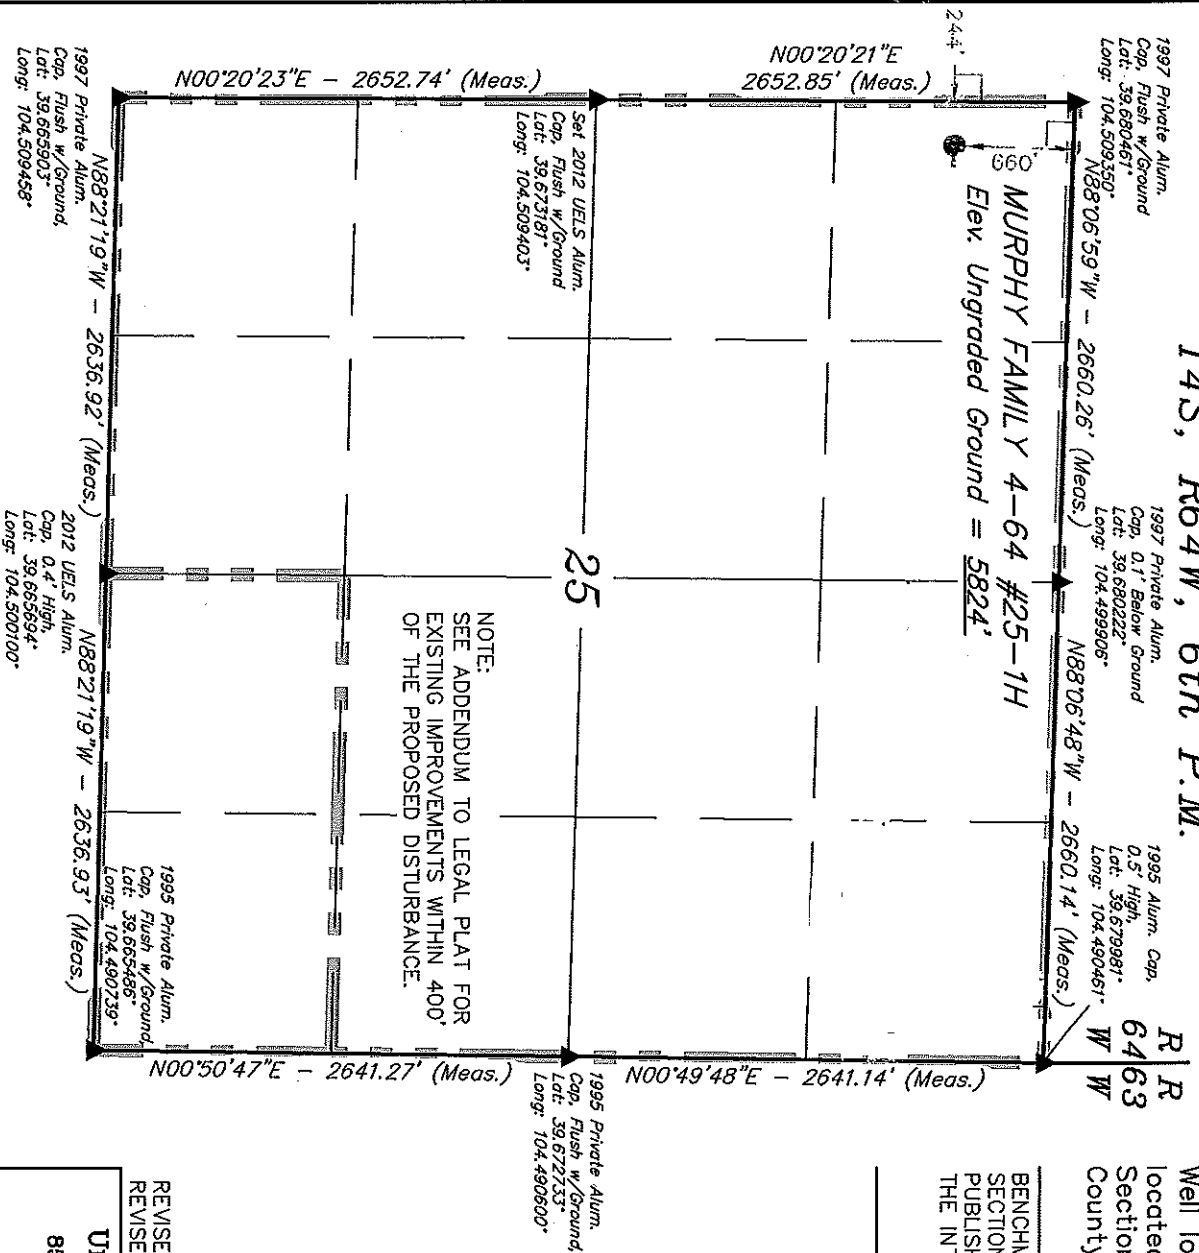 T4S, R64W, 6th P.M.
R R
64 63
W W
1997 Private Alum.
Cap, Flush w/Ground
Lat: 39.680461°
Long: 104.509350°
1997 Private Alum.
Cap, 0.1' Below Ground
Lat: 39.680222°
Long: 104.499906°
1995 Alum. Cap,
0.5' High,
Lat: 39.679981°
Long: 104.490461°
N88°06'59"W - 2660.26' (Meas.)
N88°06'48"W - 2660.14' (Meas.)
244'
660'
MURPHY FAMILY 4-64 #25-1H
Elev. Ungraded Ground = 5824'
N00°20'21"E
2652.85' (Meas.)
Set 2012 UELS Alum.
Cap, Flush w/Ground
Lat: 39.673181°
Long: 104.509403°
25
NOTE:
SEE ADDENDUM TO LEGAL PLAT FOR
EXISTING IMPROVEMENTS WITHIN 400'
OF THE PROPOSED DISTURBANCE.
N00°49'48"E - 2641.14' (Meas.)
1995 Private Alum.
Cap, Flush w/Ground,
Lat: 39.672733°
Long: 104.490600°
N00°20'23"E - 2652.74' (Meas.)
N00°50'47"E - 2641.27' (Meas.)
1997 Private Alum.
Cap, Flush w/Ground,
Lat: 39.665903°
Long: 104.509458°
N88°21'19"W - 2636.92' (Meas.)
2012 UELS Alum.
Cap, 0.4' High,
Lat: 39.665694°
Long: 104.500100°
N88°21'19"W - 2636.93' (Meas.)
1995 Private Alum.
Cap, Flush w/Ground,
Lat: 39.665486°
Long: 104.490739°
Well lo
located
Section
County
BENCHM
SECTION
PUBLISH
THE INT
REVISE
REVISE
U
8